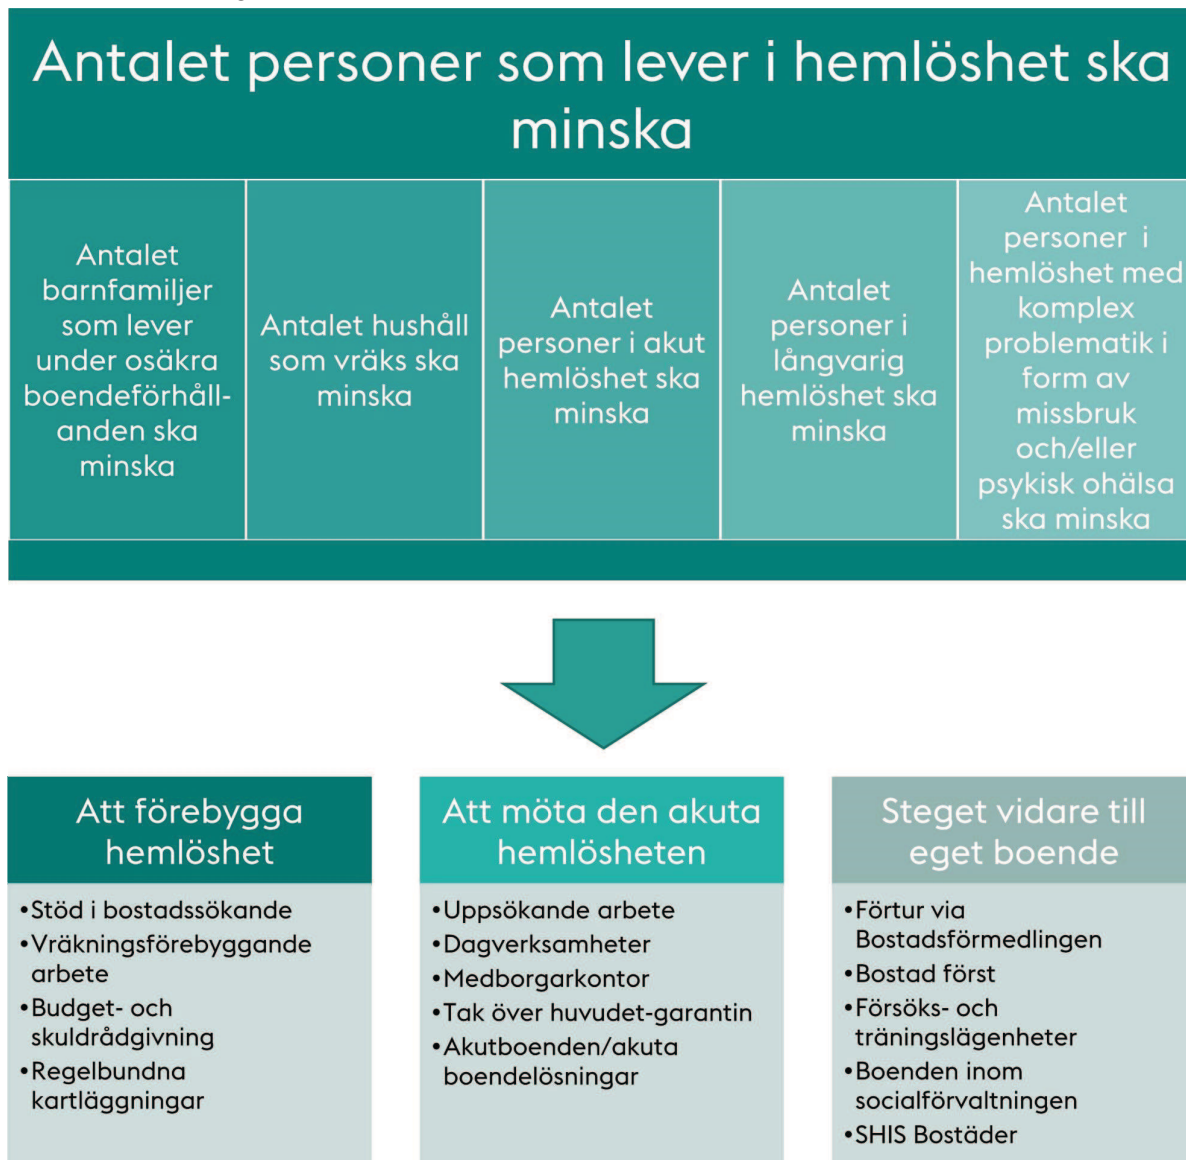 Antalet personer som lever i hemlöshet ska
minska
Antalet
barnfamiljer
som lever
under osäkra
boendeförhåll-
anden ska
minska
Antalet hushåll
som vräks ska
minska
Antalet
personer i akut
hemlöshet ska
minska
Antalet
personer i
långvarig
hemlöshet ska
minska
Antalet
personer i
hemlöshet med
komplex
problematik i
form av
missbruk
och/eller
psykisk ohälsa
ska minska
Att förebygga
hemlöshet
•Stöd i bostadssökande
•Vräkningsförebyggande
arbete
•Budget- och
skuldrådgivning
•Regelbundna
kartläggningar
Att möta den akuta
hemlösheten
•Uppsökande arbete
•Dagverksamheter
•Medborgarkontor
•Tak över huvudet-garantin
•Akutboenden/akuta
boendelösningar
Steget vidare till
eget boende
•Förtur via
Bostadsförmedlingen
•Bostad först
•Försöks- och
träningslägenheter
•Boenden inom
socialförvaltningen
•SHIS Bostäder